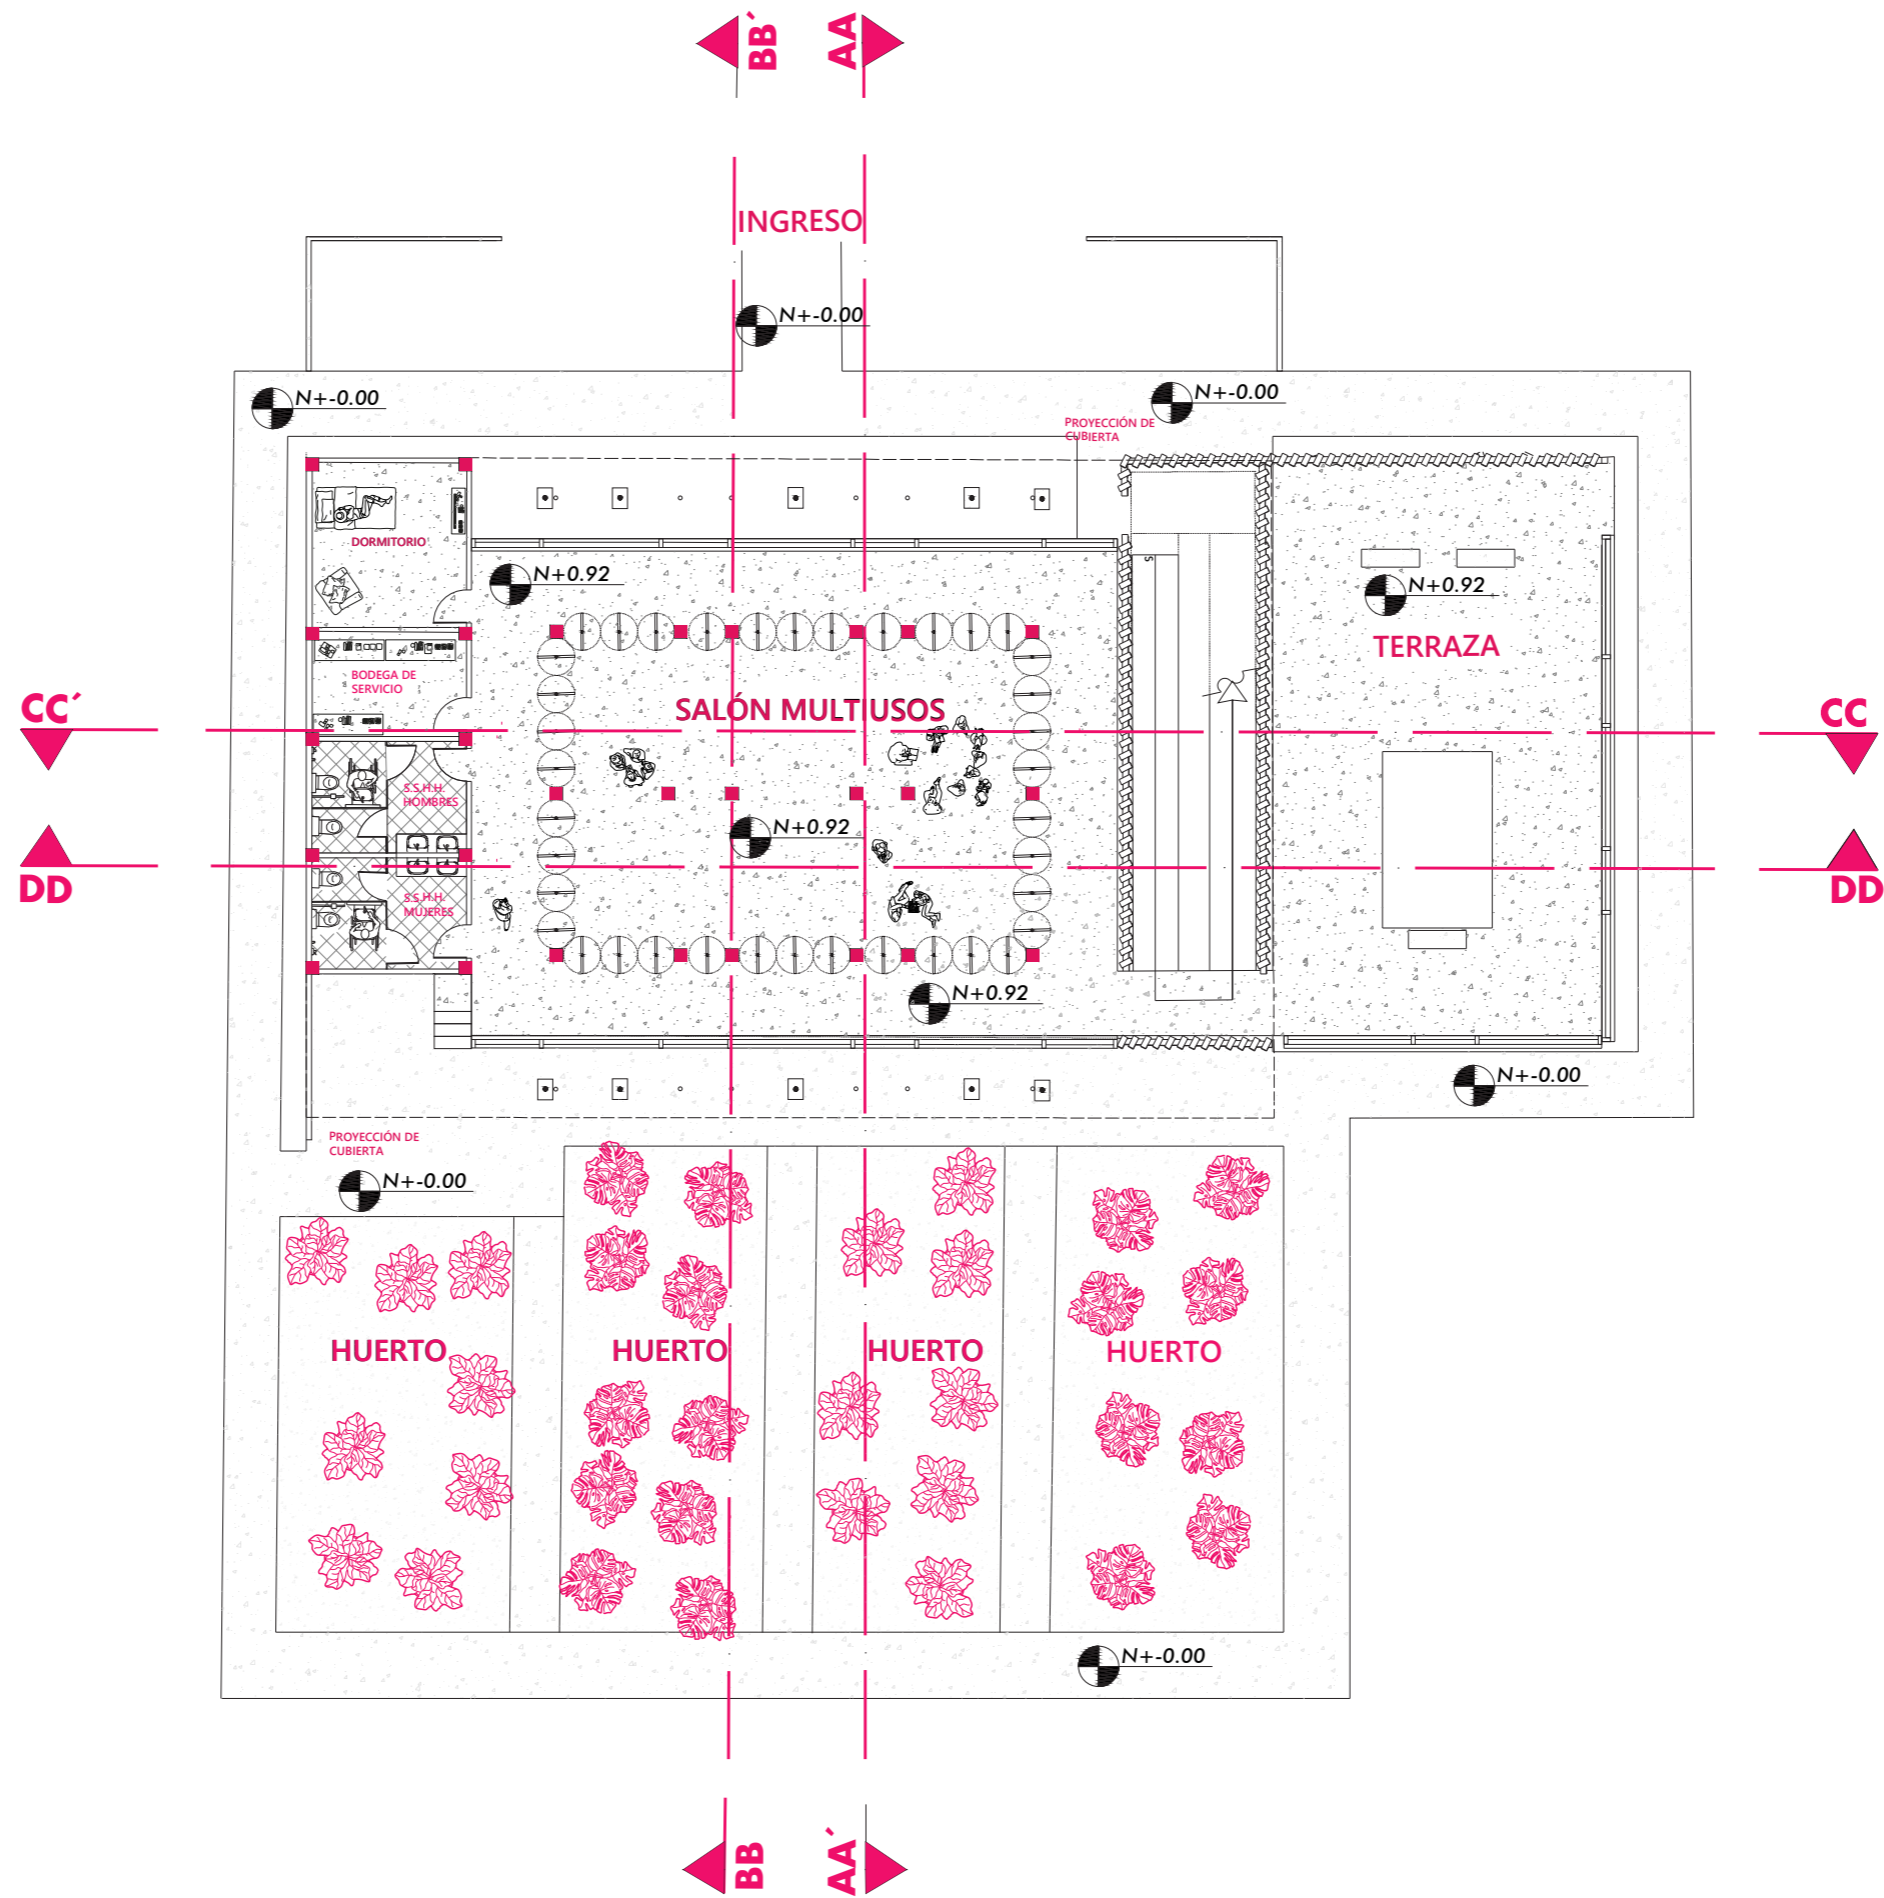 BB`
AA
INGRESO
N+-0.00
N+-0.00
N+-0.00
PROYECCIÓN DE
CUBIERTA
DORMITORIO
N+0.92
N+0.92
S
TERRAZA
BODEGA DE
SERVICIO
SALÓN MULTIUSOS
CC´
CC
S.S.H.H.
HOMBRES
N+0.92
DD
DD
S.S.H.H.
MUJERES
N+0.92
N+-0.00
PROYECCIÓN DE
CUBIERTA
N+-0.00
HUERTO
HUERTO
HUERTO
HUERTO
N+-0.00
BB
AA´